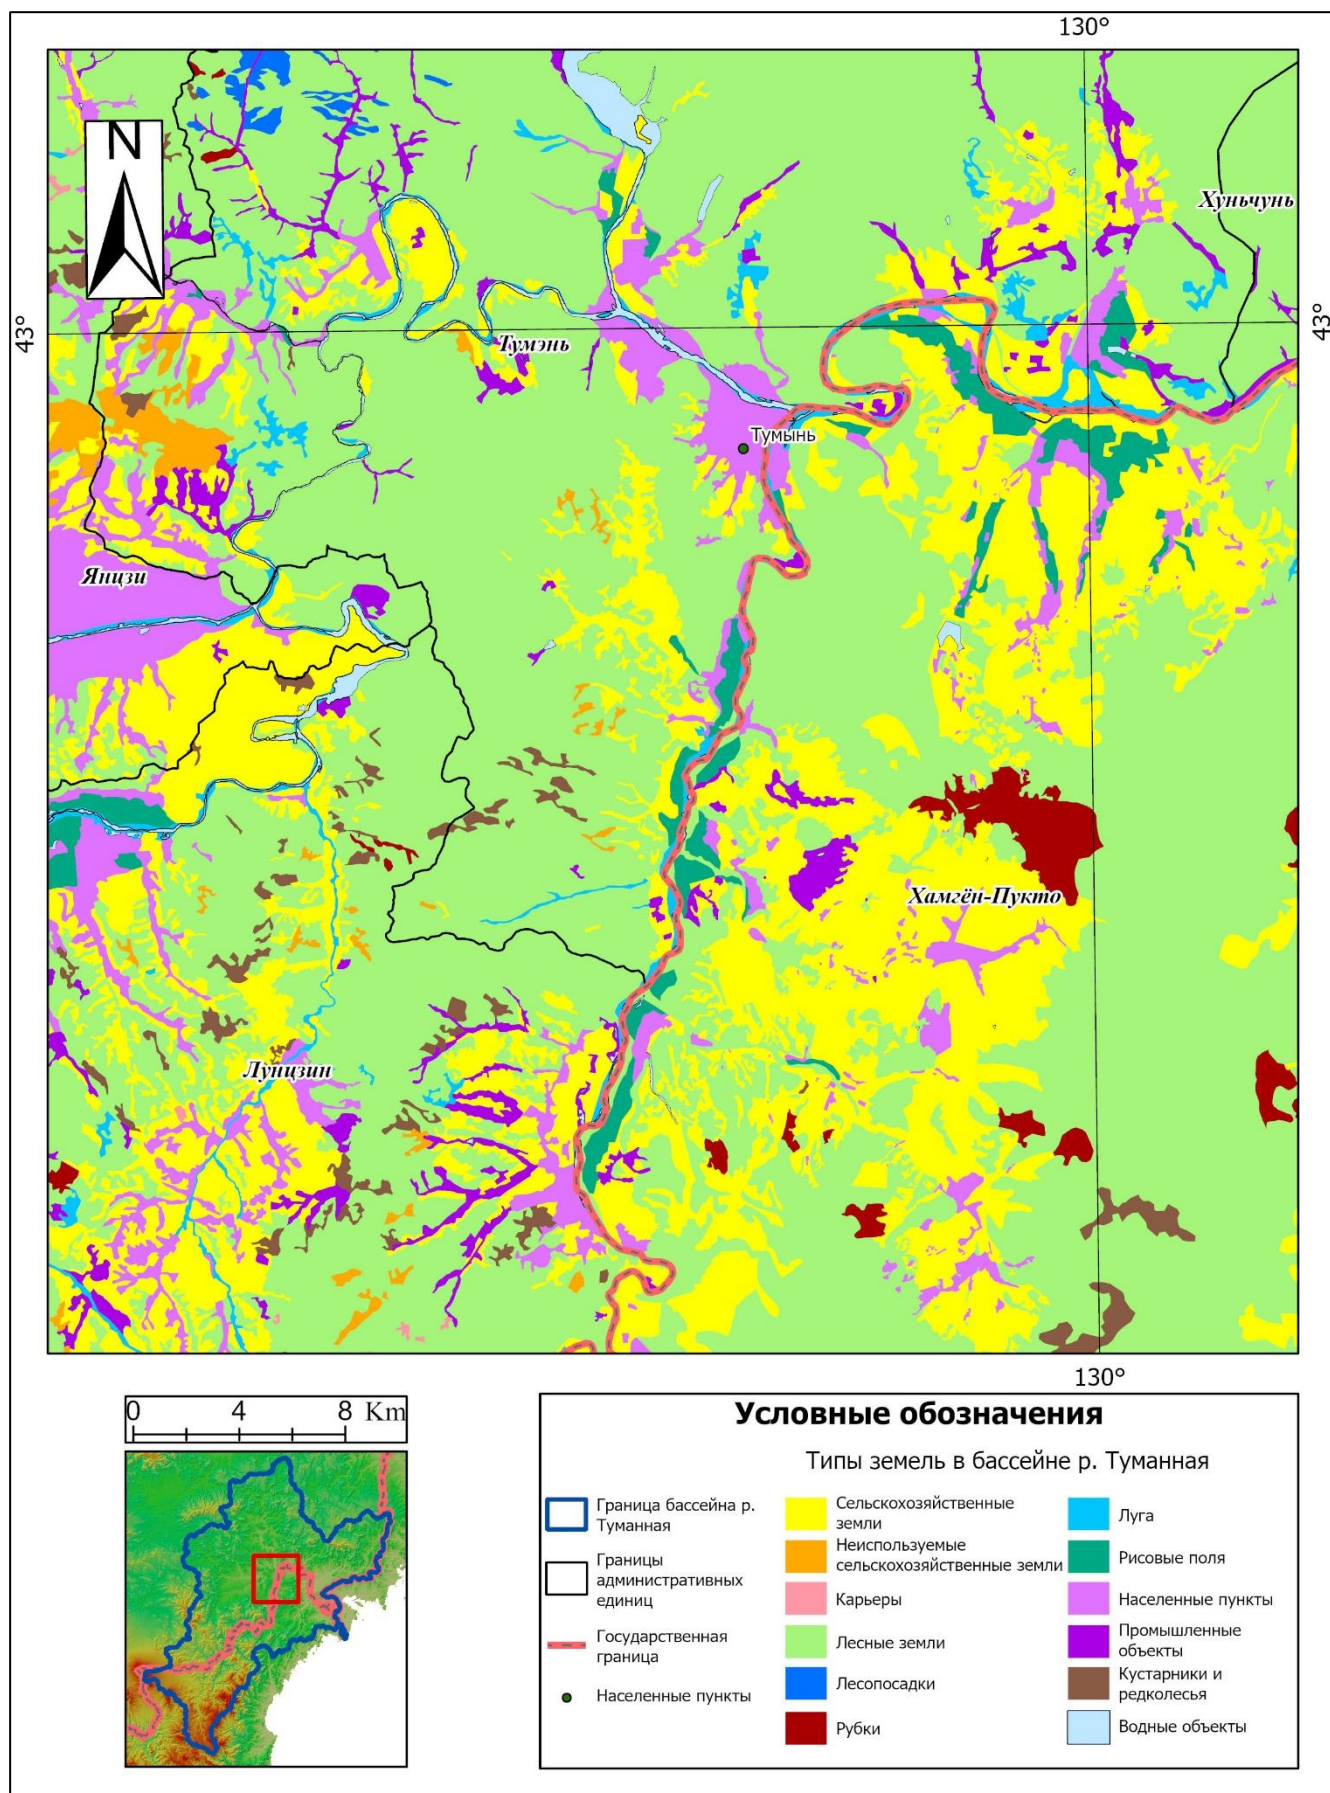 130°
N
Хуньчунь
43°
43°
Тумэнь
Тумынь
Янцзи
Хамгён-Пукто
Лунцзин
130°
0 4 8 Km
Условные обозначения
Типы земель в бассейне р. Туманная
Граница бассейна р.
Туманная
Границы
административных
единиц
Государственная
граница
Населенные пункты
Сельскохозяйственные
земли
Неиспользуемые
сельскохозяйственные земли
Карьеры
Лесные земли
Лесопосадки
Рубки
Луга
Рисовые поля
Населенные пункты
Промышленные
объекты
Кустарники и
редколесья
Водные объекты